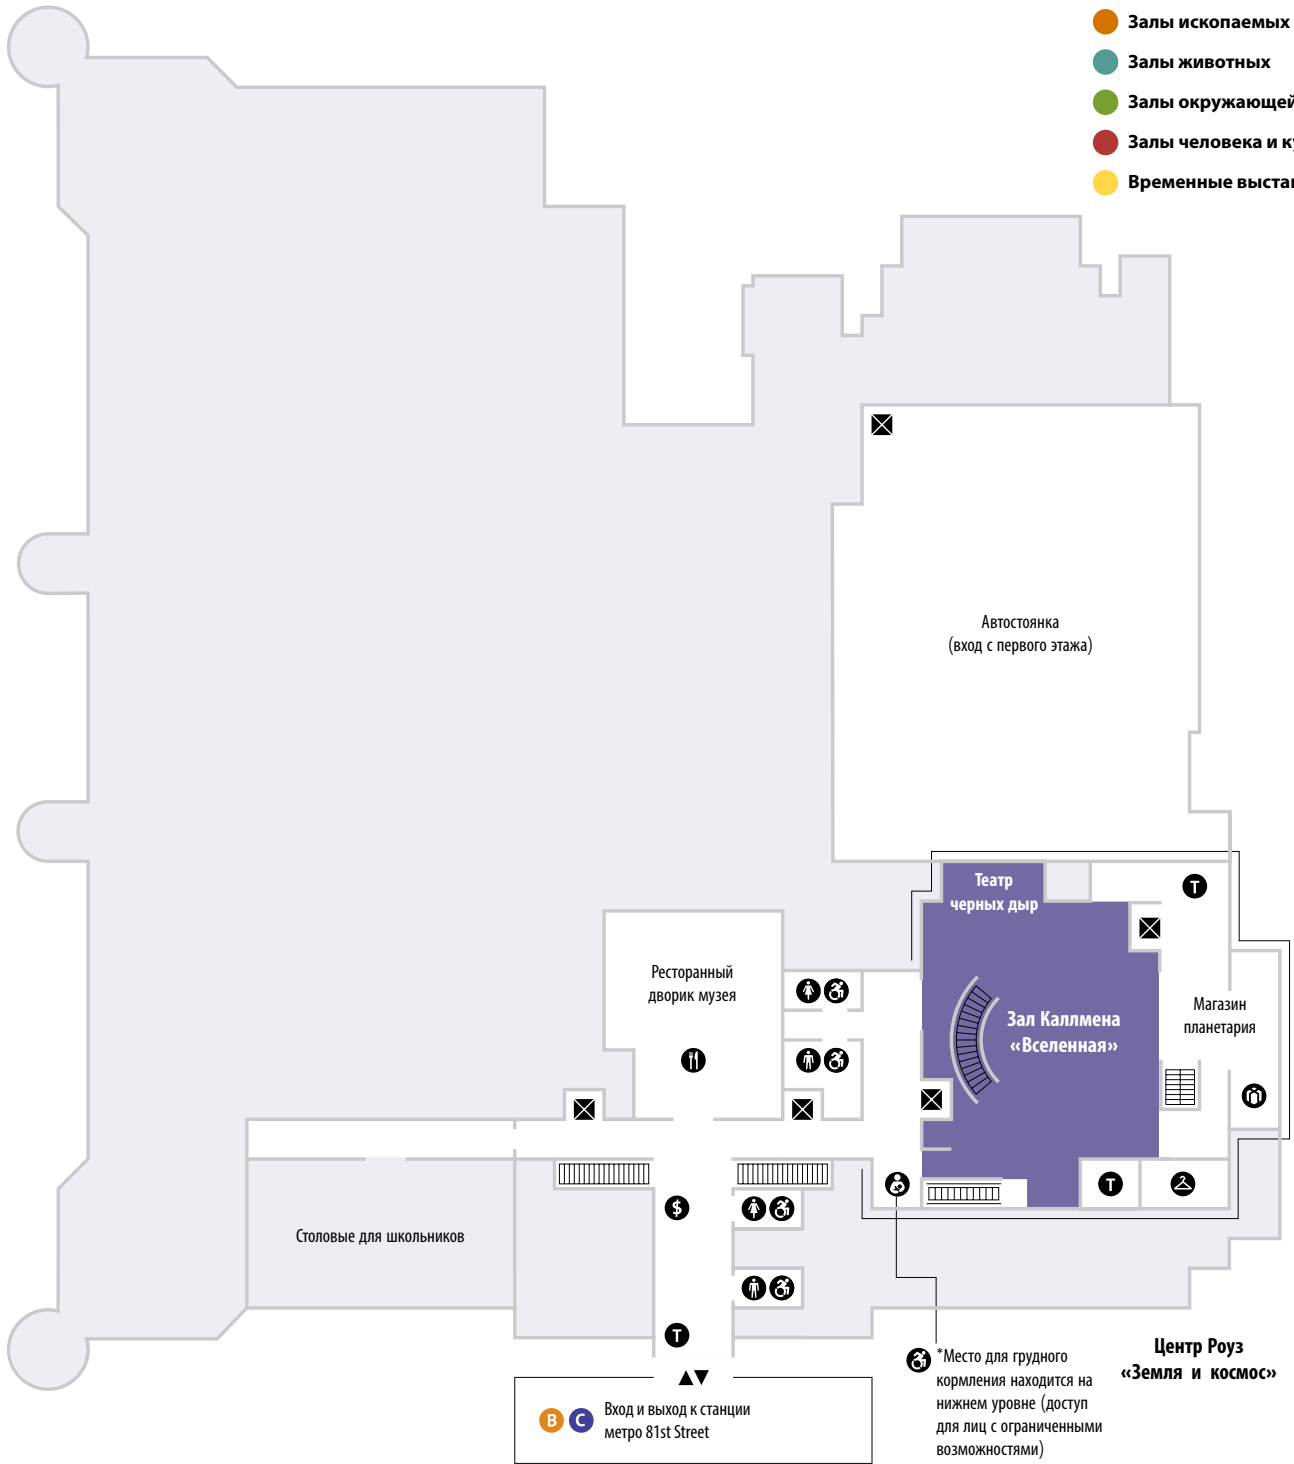 Залы ископаемых
Залы животных
Залы окружающей
Залы человека и
Временные
Автостоянка
(вход с первого этажа)
Театр
черных дыр
T
Ресторанный
дворик музея
Зал Каллмена
«Вселенная»
Магазин
планетария
$
T
Столовые для школьников
T
*Место для грудного
кормления находится на
нижнем уровне (доступ
для лиц с ограниченными
возможностями)
Центр Роуз
«Земля и космос»
B C Вход и выход к станции
метро 81st Street